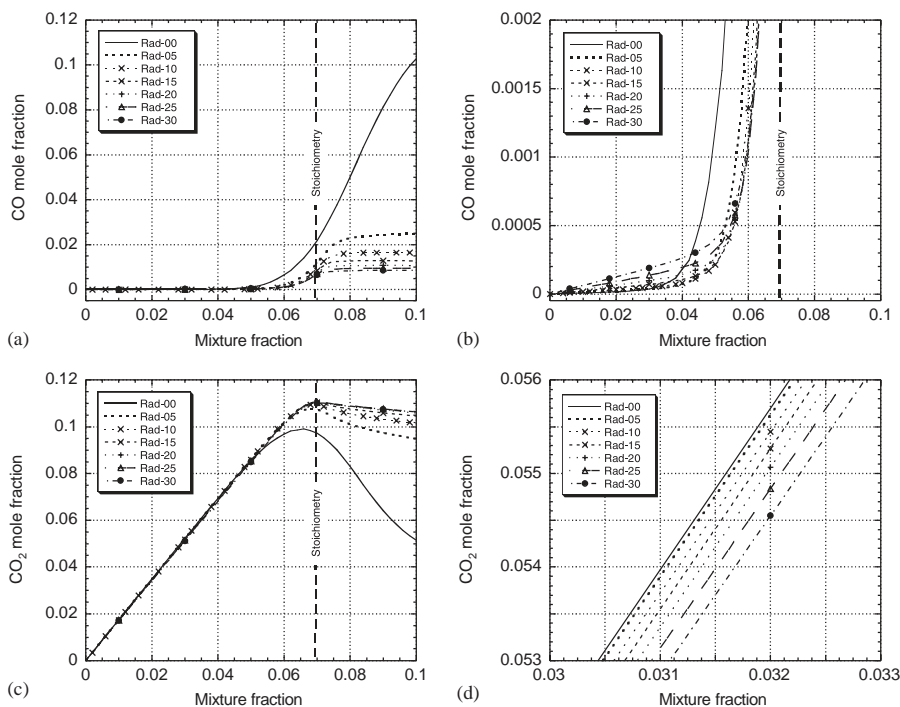 0.12
0.1
0.08
0.06
0.04
0.02
0
CO mole fraction
Rad-00
Rad-05
Rad-10
Rad-15
Rad-20
Rad-25
Rad-30
Stoichiometry
0 0.02 0.04 0.06 0.08 0.1
(a)
Mixture fraction
0.002
0.0015
0.001
0.0005
0
CO mole fraction
Rad-00
Rad-05
Rad-10
Rad-15
Rad-20
Rad-25
Rad-30
Stoichiometry
0 0.02 0.04 0.06 0.08 0.1
(b)
Mixture fraction
0.12
0.1
0.08
0.06
0.04
0.02
0
CO2 mole fraction
Rad-00
Rad-05
Rad-10
Rad-15
Rad-20
Rad-25
Rad-30
Stoichiometry
0 0.02 0.04 0.06 0.08 0.1
(c)
Mixture fraction
0.056
0.055
0.054
0.053
CO2 mole fraction
Rad-00
Rad-05
Rad-10
Rad-15
Rad-20
Rad-25
Rad-30
0.03 0.031 0.032 0.033
(d)
Mixture fraction